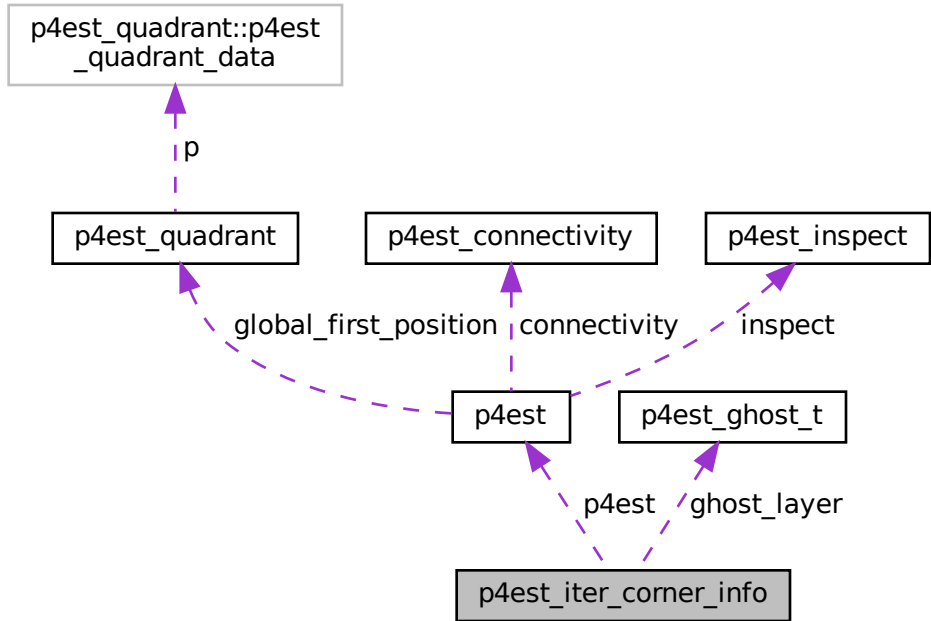 p4est_quadrant::p4est
_quadrant_data
p
p4est_quadrant
p4est_connectivity
p4est_inspect
global_first_position
connectivity
inspect
p4est
p4est_ghost_t
p4est
ghost_layer
p4est_iter_corner_info